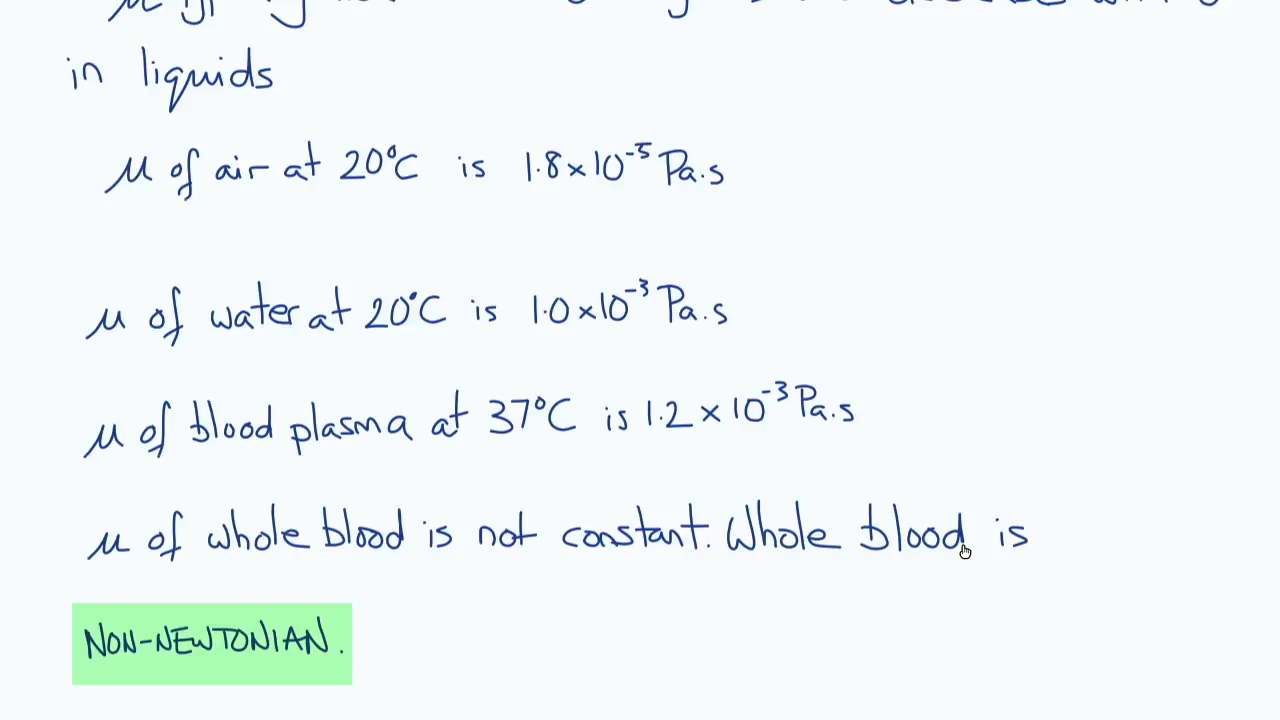 in liquids
μ of air at 20°C is 1.8×10⁻⁵ Pa.s
μ of water at 20°C is 1.0×10⁻³ Pa.s
μ of blood plasma at 37°C is 1.2×10⁻³ Pa.s
μ of whole blood is not constant. Whole blood is
NON-NEWTONIAN.